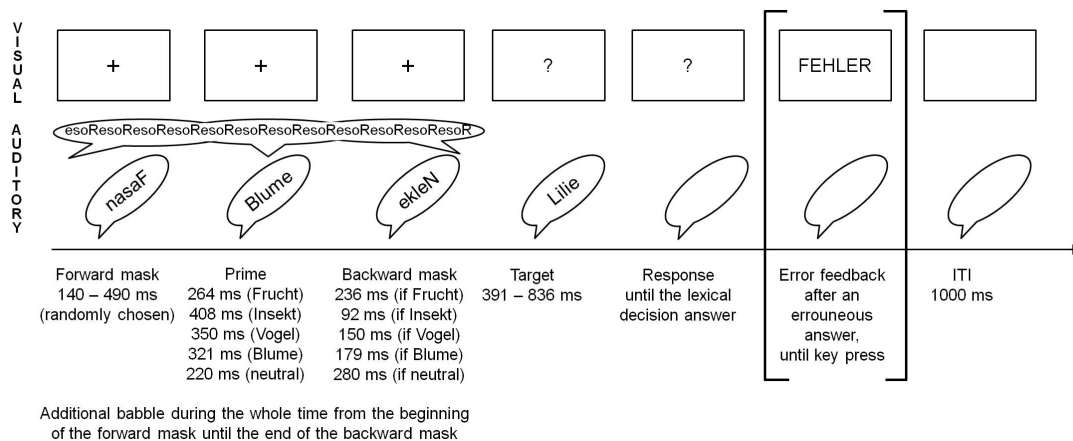 VISUAL
+ + + ? ? FEHLER
AUDITORY
esoResoResoResoResoResoResoResoResoResoResoR
nasaF Blume ekleN Lilie
Forward mask
140 – 490 ms
(randomly chosen)
Prime
264 ms (Frucht)
408 ms (Insekt)
350 ms (Vogel)
321 ms (Blume)
220 ms (neutral)
Backward mask
236 ms (if Frucht)
92 ms (if Insekt)
150 ms (if Vogel)
179 ms (if Blume)
280 ms (if neutral)
Target
391 – 836 ms
Response
until the lexical
decision answer
Error feedback
after an
errouneous
answer,
until key press
ITI
1000 ms
Additional babble during the whole time from the beginning
of the forward mask until the end of the backward mask